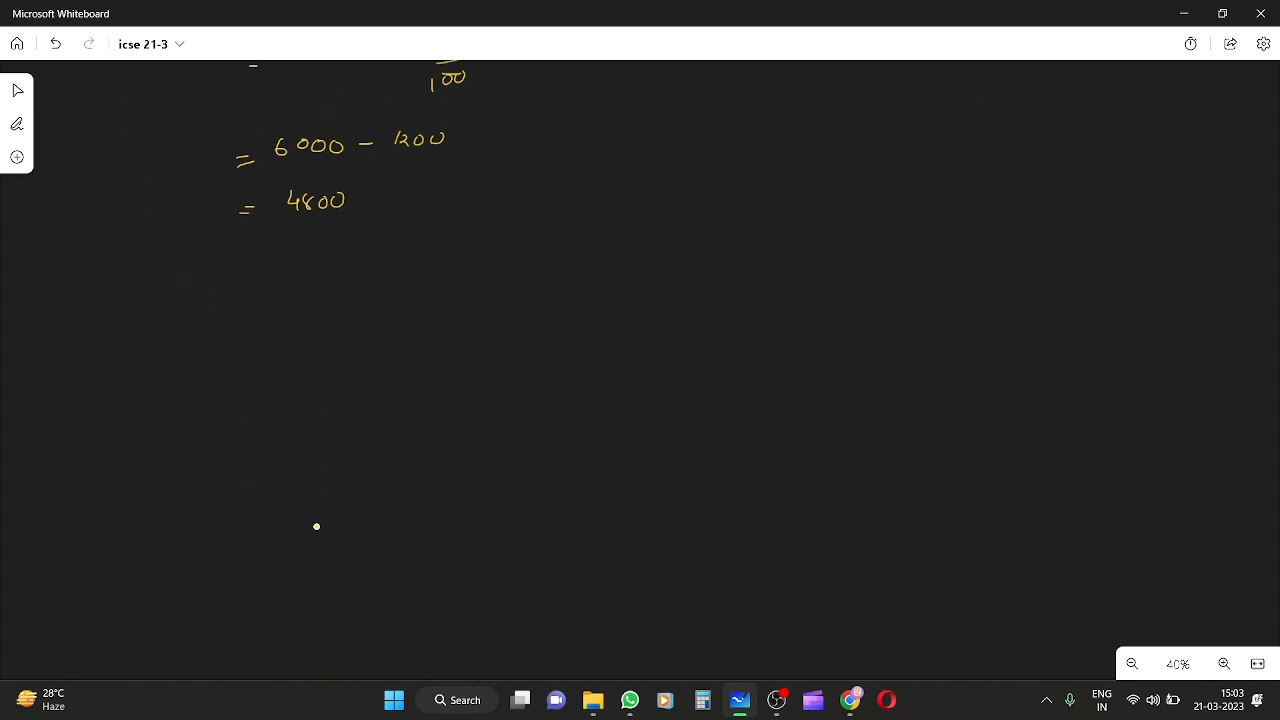 Microsoft Whiteboard
icse 21-3
=
100
= 6000 - 1200
= 4800
40%
28°C
Haze
Search
ENG
IN
15:03
21-03-2023